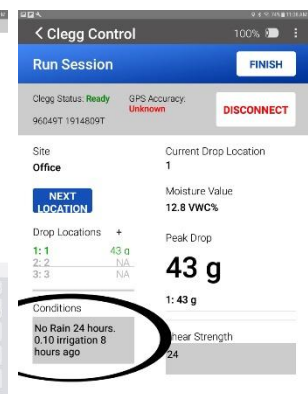 < Clegg Control 100%
Run Session FINISH
Clegg Status: Ready GPS Accuracy:
Unknown
96049T 1914809T
DISCONNECT
Site Current Drop Location
Office 1
NEXT
LOCATION
Moisture Value
12.8 VWC%
Drop Locations + Peak Drop
1: 1 43 g
2: 2 NA
3: 3 NA
43 g
1: 43 g
Conditions
No Rain 24 hours.
0.10 irrigation 8
hours ago
hear Strength
24